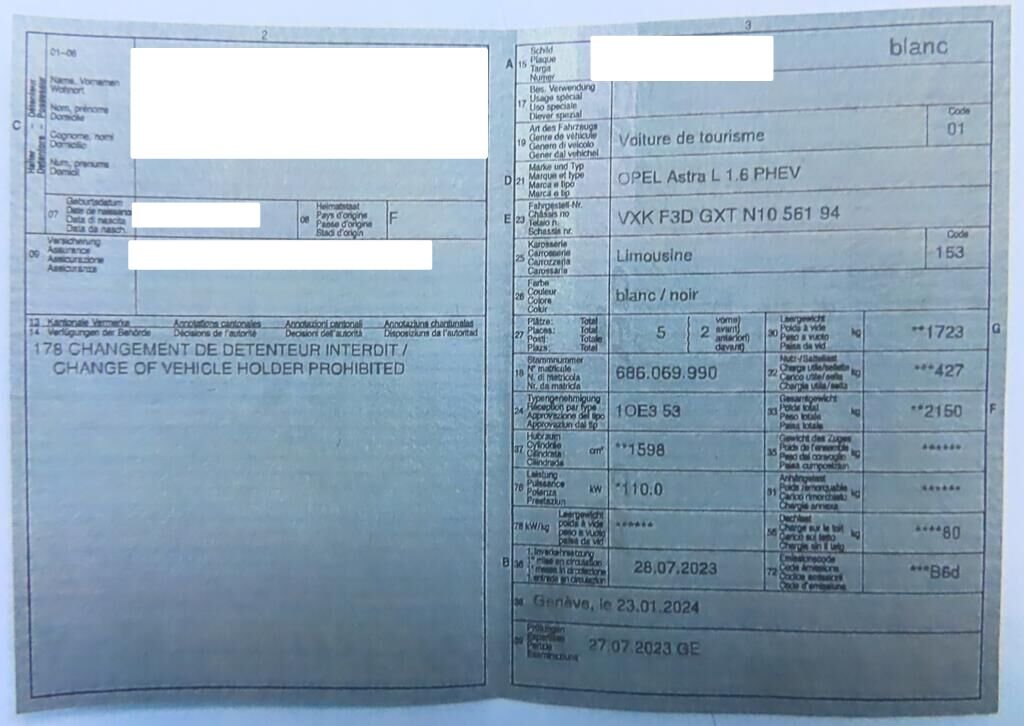 2
01-06
Name, Vornamen
Wohnort
Nom, prénome
Domicile
Cognome, nomi
Domicilio
Num, prenums
Domicil
C
Halter - Détenteur
Detentore - Possessur
07
Geburtsdatum
Date de naissance
Data di nascita
Data da nasch.
08
Heimatstaat
Pays d'origine
Paese d'origine
Stadi d'origin
F
09
Versicherung
Assurance
Assicurazione
Assicuranza
13 Kantonale Vermerke Annotations cantonales Annotazioni cantonali Annotaziuns chantunalas
14 Verfügungen der Behörde Décisions de l'autorité Decisioni dell'autorità Disposiziuns da l'autoritad
178 CHANGEMENT DE DETENTEUR INTERDIT /
CHANGE OF VEHICLE HOLDER PROHIBITED
3
A 15
Schild
Plaque
Targa
Numer
blanc
17
Bes. Verwendung
Usage spécial
Uso speciale
Diever spezial
19
Art des Fahrzeugs
Genre de véhicule
Genere di veicolo
Gener dal vehichel
Voiture de tourisme
Code
01
D 21
Marke und Typ
Marque et type
Marca e tipo
Marca e tip
OPEL Astra L 1.6 PHEV
E 23
Fahrgestell-Nr.
Châssis no
Telaio n.
Schassis nr.
VXK F3D GXT N10 561 94
25
Karosserie
Carrosserie
Carrozzeria
Carossaria
Limousine
Code
153
26
Farbe
Couleur
Colore
Colur
blanc / noir
27
Plätze: Total
Places: Total
Posti: Totale
Plazs: Total
5
2
vorne)
avant)
anteriori)
davant)
30
Leergewicht
Poids à vide
Peso a vuoto
Paisa da vid
kg
**1723
G
18
Stammnummer
N° matricule
N. di matricola
Nr. da matricla
686.069.990
32
Nutz-/Sattellast
Charge utile/sellette
Carico utile/sella
Chargia utila/sella
kg
***427
24
Typengenehmigung
Réception par type
Approvazione del tipo
Approvaziun dal tip
1OE3 53
33
Gesamtgewicht
Poids total
Peso totale
Paisa totala
kg
**2150
F
37
Hubraum
Cylindrée
Cilindrata
Cilindrada
cm³
**1598
35
Gewicht des Zuges
Poids de l'ensemble
Peso del convoglio
Paisa cumposiziun
kg
******
76
Leistung
Puissance
Potenza
Prestaziun
kW
*110.0
31
Anhängelast
Poids remorquable
Carico rimorchiato
Chargia annexa
kg
******
78 kW/kg
Leergewicht
poids à vide
peso a vuoto
paisa da vid
******
55
Dachlast
Charge sur le toit
Carico sul tetto
Chargia sin il tetg
kg
****80
B 36
1. Inverkehrsetzung
1re mise en circulation
1a messa in circolazione
1. entrada en circulaziun
28.07.2023
72
Emissionscode
Code émissions
Codice emissioni
Code d'emissiuns
***B6d
38 Genève, le 23.01.2024
39
Prüfungen
Expertises
Perizie
Examinaziuns
27.07.2023 GE